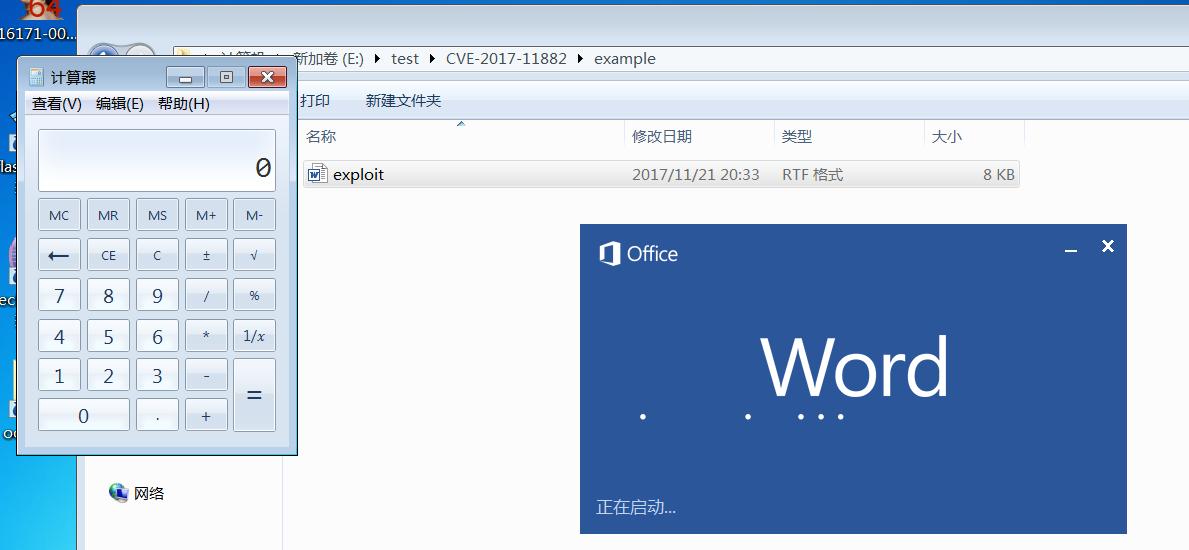 64
16171-00...
新加卷 (E:) test CVE-2017-11882 example
计算器
查看(V) 编辑(E) 帮助(H)
打印 新建文件夹
名称 修改日期 类型 大小
exploit 2017/11/21 20:33 RTF 格式 8 KB
0
MC MR MS M+ M-
← CE C ± √
7 8 9 / %
4 5 6 * 1/x
1 2 3 - =
0 . +
Office
Word
正在启动...
网络